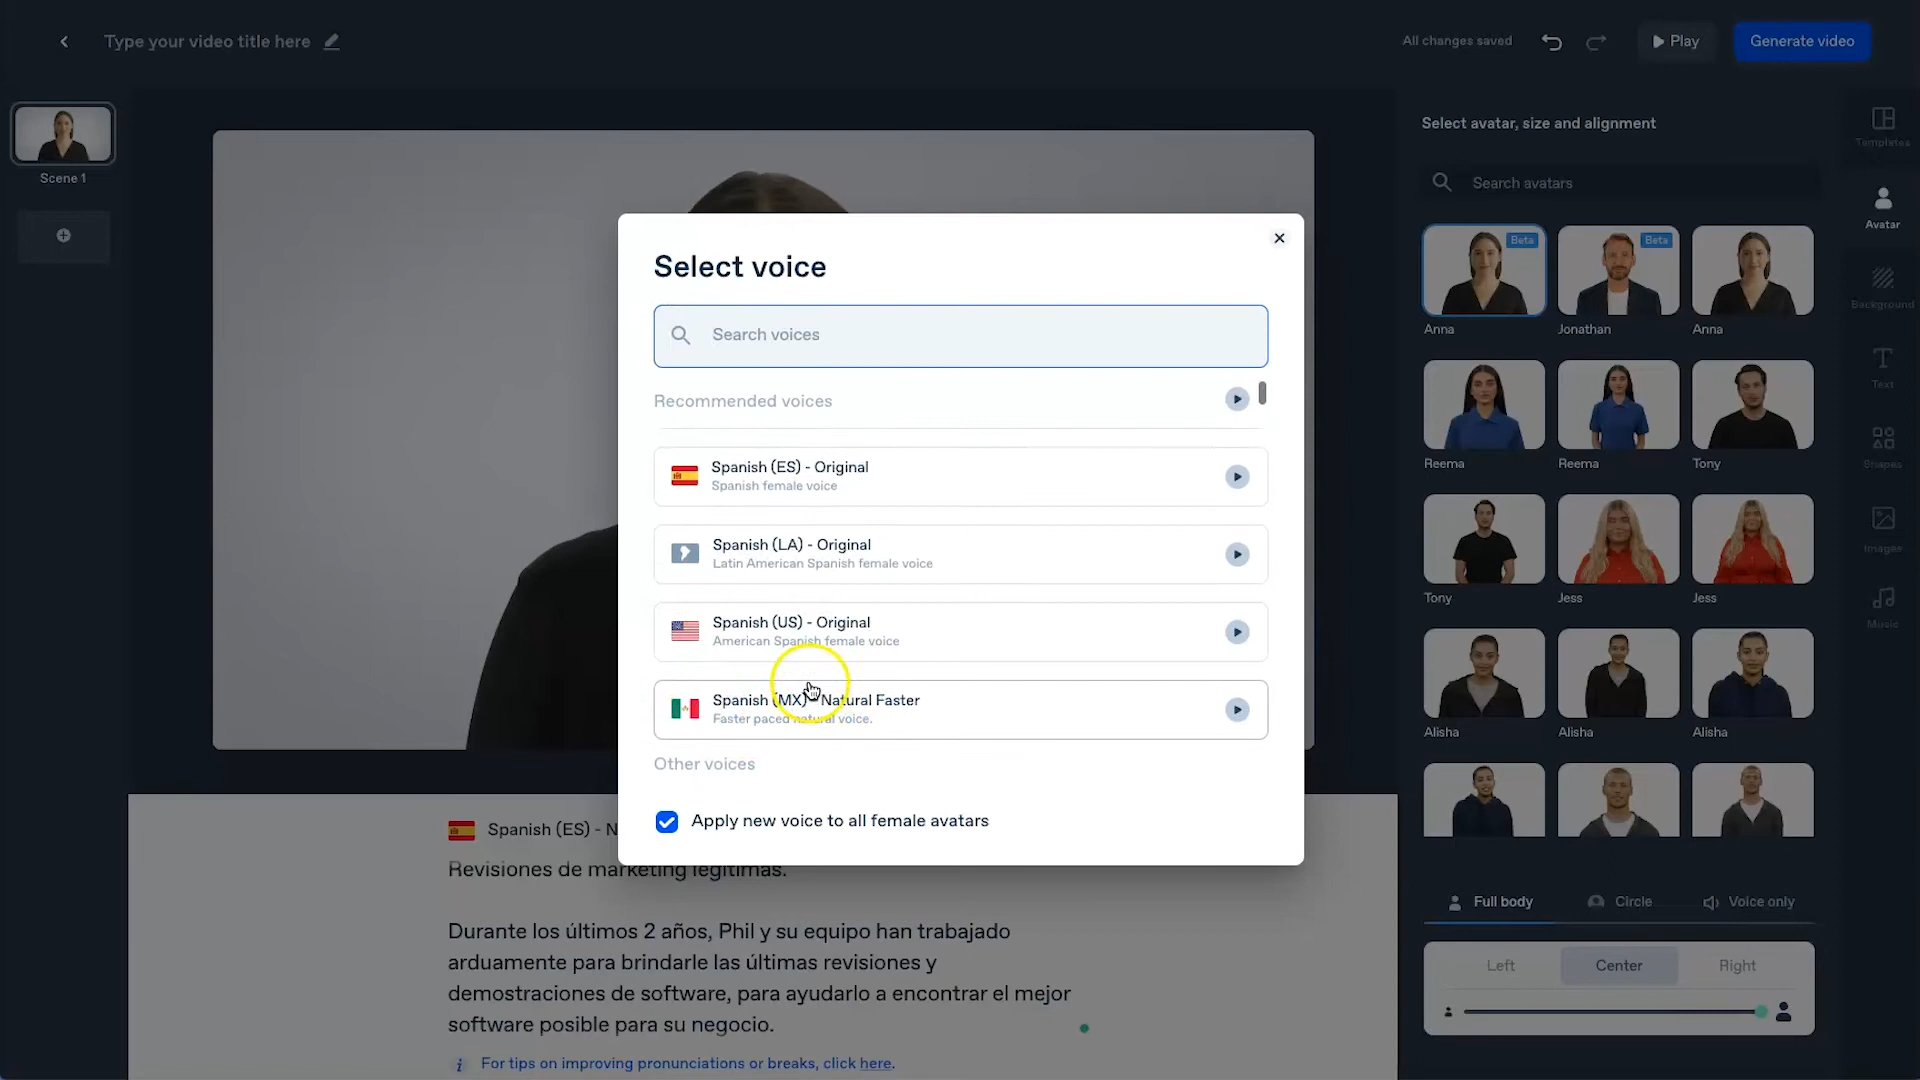 Type your video title here
All changes saved
Play
Generate video
Scene 1
Select avatar, size and alignment
Search avatars
Beta
Beta
Anna
Jonathan
Anna
Reema
Reema
Tony
Tony
Jess
Jess
Alisha
Alisha
Alisha
Full body
Circle
Voice only
Left
Center
Right
Templates
Avatar
Background
Text
Shapes
Images
Music
Select voice
Search voices
Recommended voices
Spanish (ES) - Original
Spanish female voice
Spanish (LA) - Original
Latin American Spanish female voice
Spanish (US) - Original
American Spanish female voice
Spanish (MX) - Natural Faster
Faster paced natural voice.
Other voices
Apply new voice to all female avatars
Spanish (ES) - N
Revisiones de marketing legítimas.
Durante los últimos 2 años, Phil y su equipo han trabajado
arduamente para brindarle las últimas revisiones y
demostraciones de software, para ayudarlo a encontrar el mejor
software posible para su negocio.
For tips on improving pronunciations or breaks, click here.